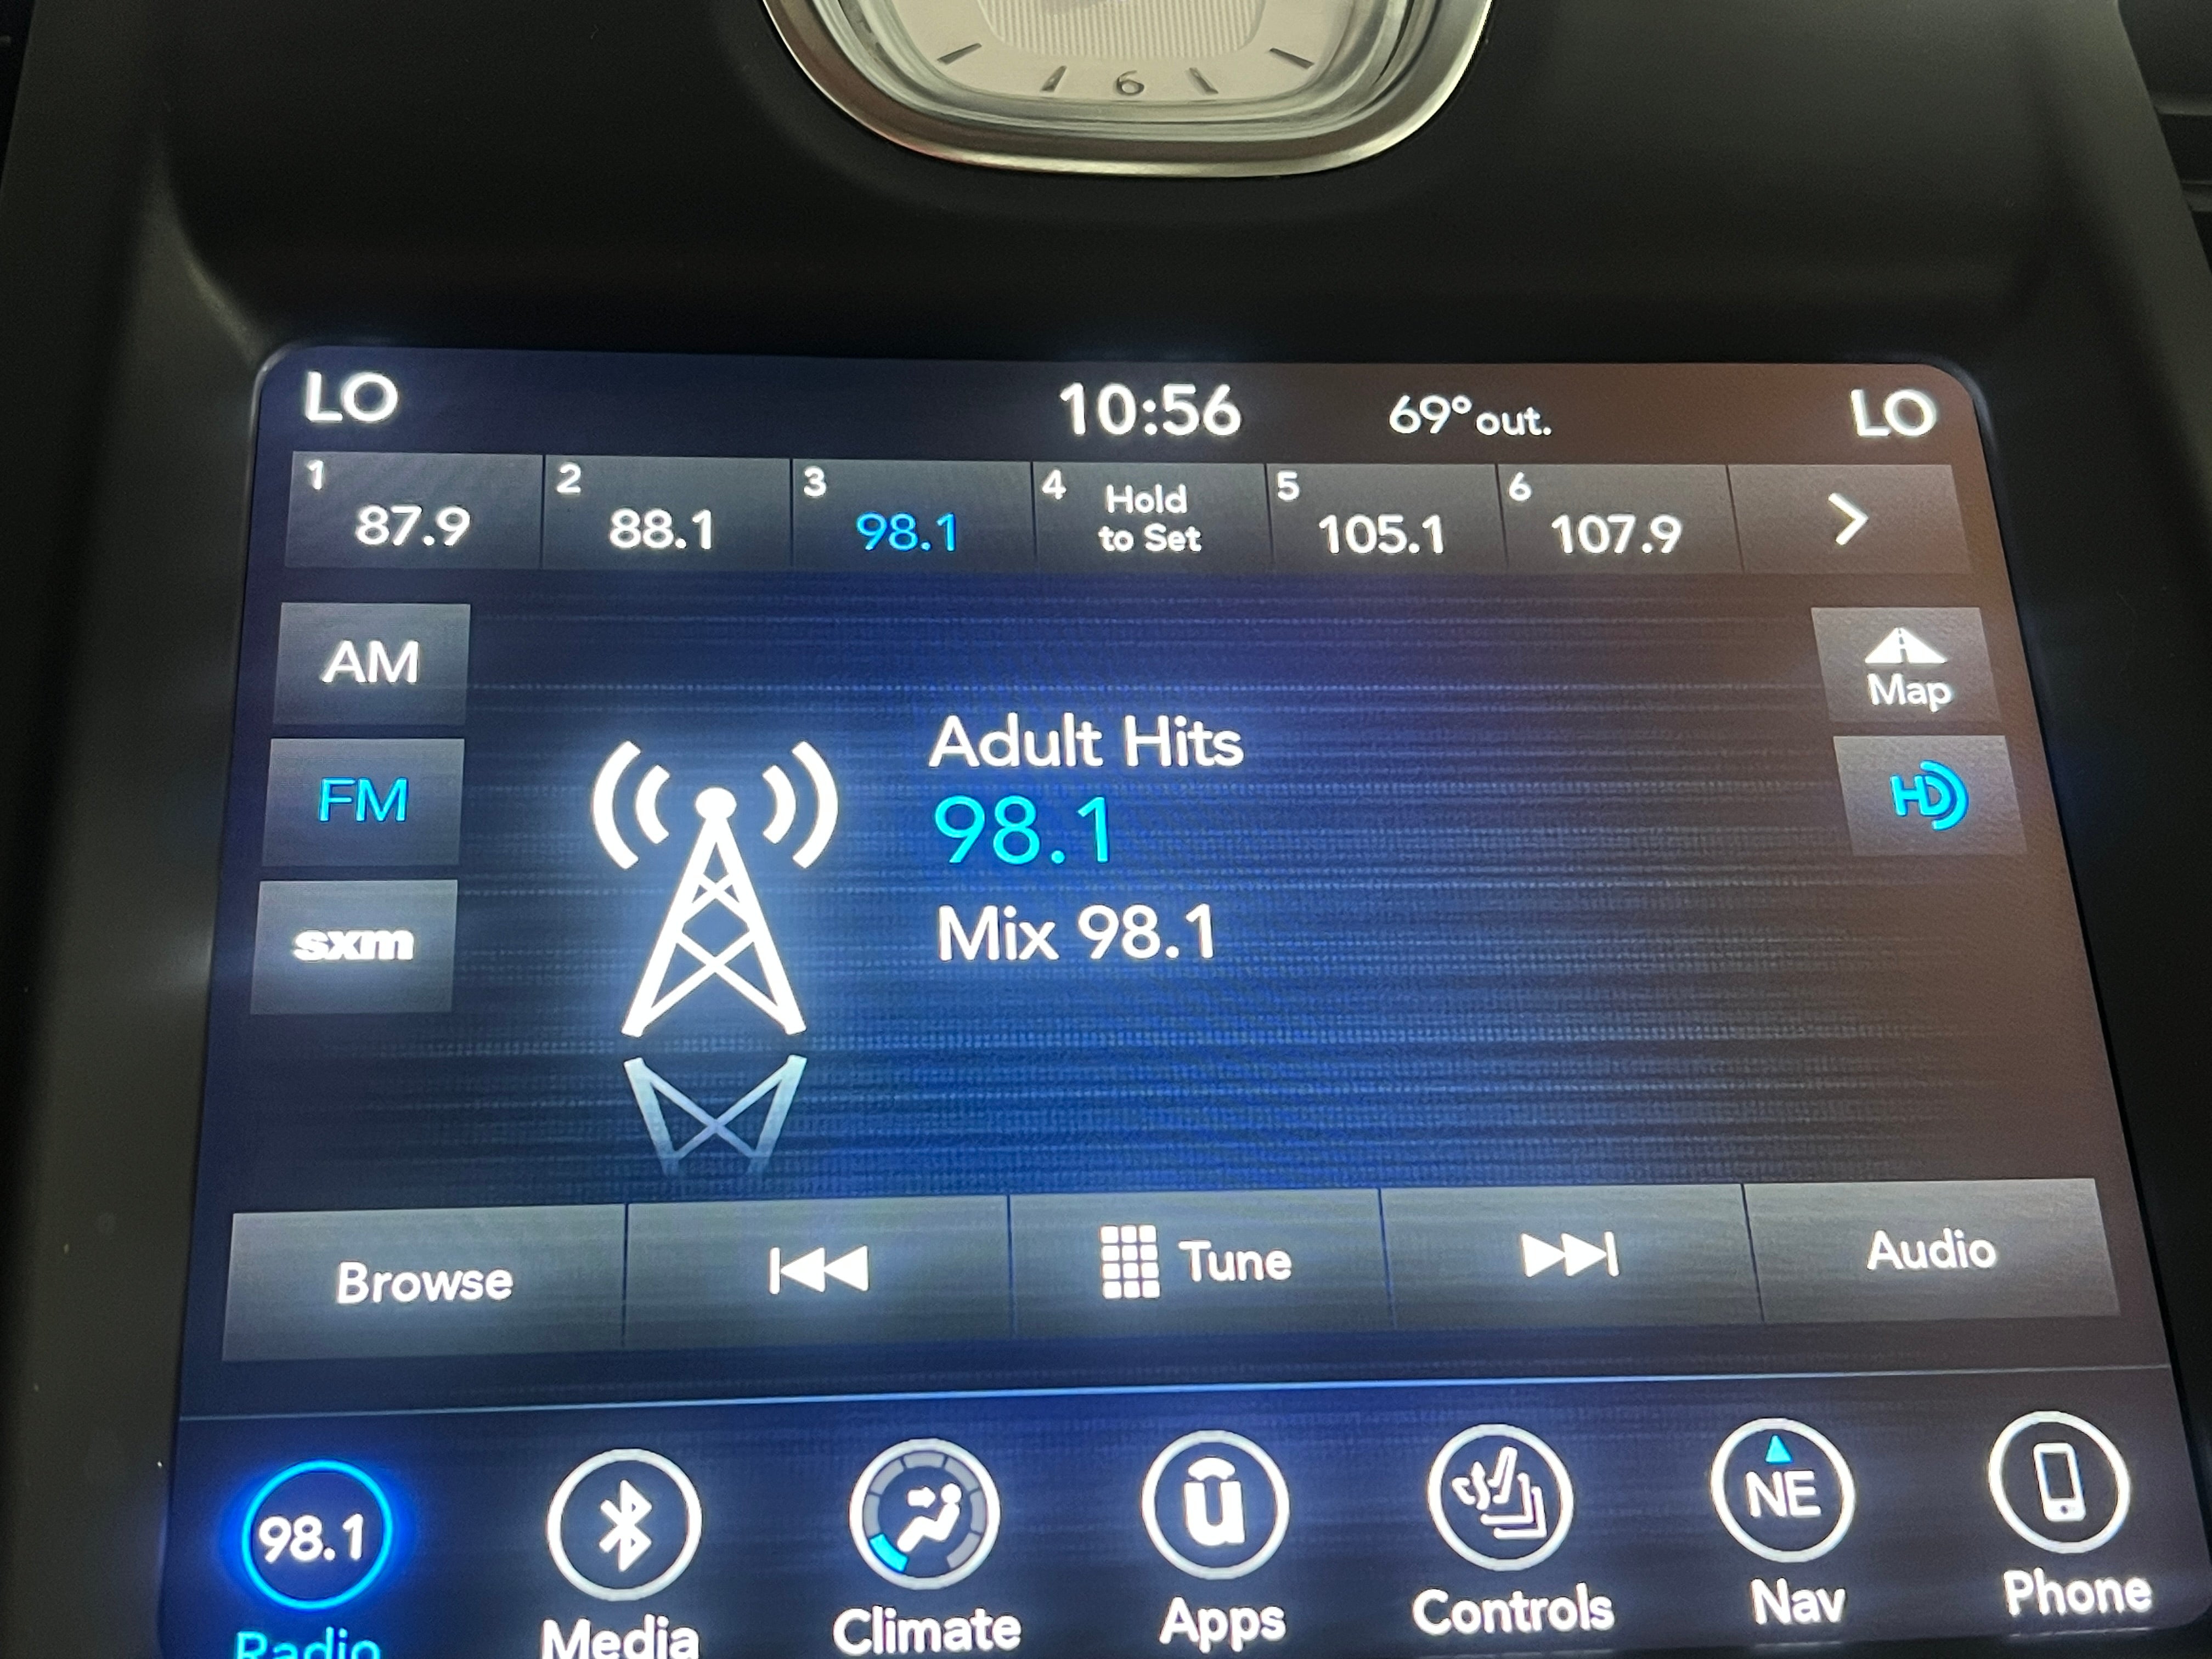 6
LO 10:56 69° out. LO
1 87.9 2 88.1 3 98.1 4 Hold to Set 5 105.1 6 107.9
AM
Map
Adult Hits
FM
98.1
HD
sxm
Mix 98.1
Browse Tune Audio
98.1 u NE
Radio Media Climate Apps Controls Nav Phone